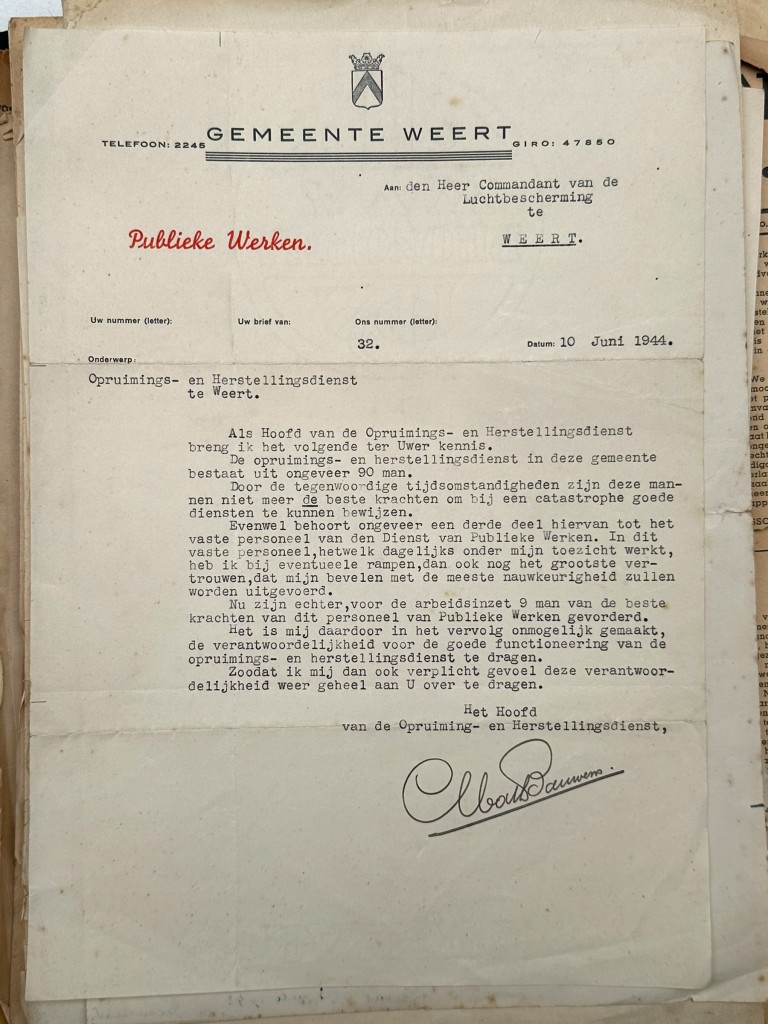 GEMEENTE WEERT
TELEFOON: 2245
GIRO: 47850
Aan: den Heer Commandant van de
Luchtbescherming
te
WEERT.
Publieke Werken.
Uw nummer (letter):
Uw brief van:
Ons nummer (letter):
32.
Datum: 10 Juni 1944.
Onderwerp:
Opruimings- en Herstellingsdienst
te Weert.
Als Hoofd van de Opruimings- en Herstellingsdienst
breng ik het volgende ter Uwer kennis.
De opruimings- en herstellingsdienst in deze gemeente
bestaat uit ongeveer 90 man.
Door de tegenwoordige tijdsomstandigheden zijn deze man-
nen niet meer de beste krachten om bij een catastrophe goede
diensten te kunnen bewijzen.
Evenwel behoort ongeveer een derde deel hiervan tot het
vaste personeel van den Dienst van Publieke Werken. In dit
vaste personeel,hetwelk dagelijks onder mijn toezicht werkt,
heb ik bij eventueele rampen,dan ook nog het grootste ver-
trouwen,dat mijn bevelen met de meeste nauwkeurigheid zullen
worden uitgevoerd.
Nu zijn echter,voor de arbeidsinzet 9 man van de beste
krachten van dit personeel van Publieke Werken gevorderd.
Het is mij daardoor in het vervolg onmogelijk gemaakt,
de verantwoordelijkheid voor de goede functioneering van de
opruimings- en herstellingsdienst te dragen.
Zoodat ik mij dan ook verplicht gevoel deze verantwoor-
delijkheid weer geheel aan U over te dragen.
Het Hoofd
van de Opruiming- en Herstellingsdienst,